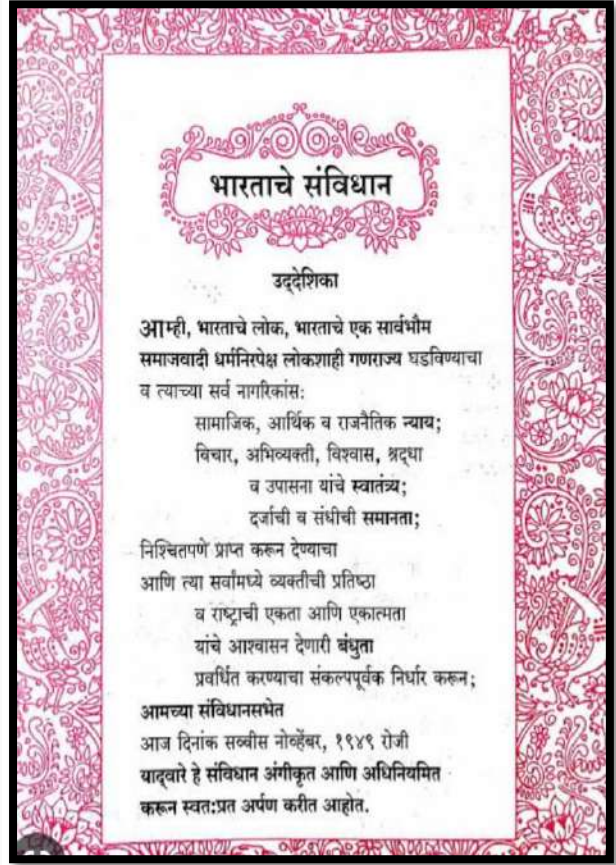 भारताचे संविधान
उद्‌देशिका
आम्ही, भारताचे लोक, भारताचे एक सार्वभौम
समाजवादी धर्मनिरपेक्ष लोकशाही गणराज्य घडविण्याचा
व त्याच्या सर्व नागरिकांस:
सामाजिक, आर्थिक व राजनैतिक न्याय;
विचार, अभिव्यक्ती, विश्वास, श्रद्‌धा
व उपासना यांचे स्वातंत्र्य;
दर्जाची व संधीची समानता;
निश्चितपणे प्राप्त करून देण्याचा
आणि त्या सर्वांमध्ये व्यक्तीची प्रतिष्ठा
व राष्ट्राची एकता आणि एकात्मता
यांचे आश्वासन देणारी बंधुता
प्रवर्धित करण्याचा संकल्पपूर्वक निर्धार करून;
आमच्या संविधानसभेत
आज दिनांक सव्वीस नोव्हेंबर, १९४९ रोजी
याद्‌वारे हे संविधान अंगीकृत आणि अधिनियमित
करून स्वत:प्रत अर्पण करीत आहोत.